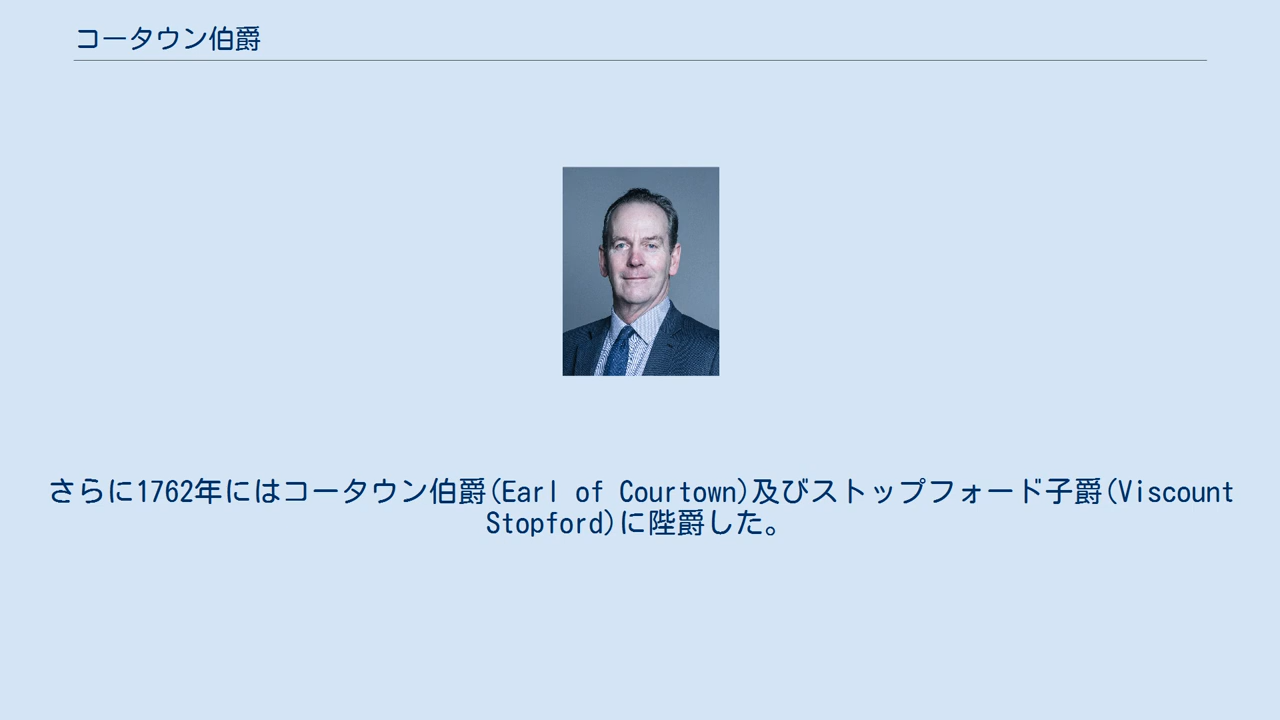 コータウン伯爵
さらに1762年にはコータウン伯爵(Earl of Courtown)及びストップフォード子爵(Viscount
Stopford)に陞爵した。